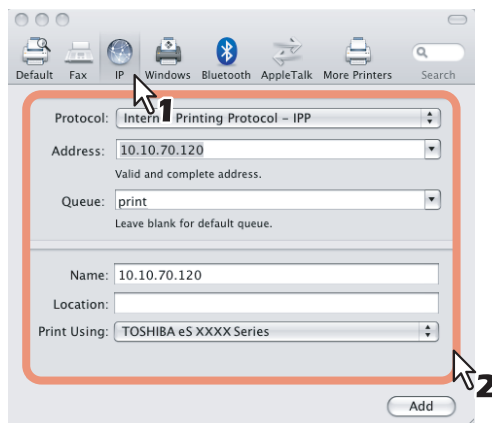 Default Fax IP Windows Bluetooth AppleTalk More Printers Search
1
Protocol: Internet Printing Protocol – IPP
Address: 10.10.70.120
Valid and complete address.
Queue: print
Leave blank for default queue.
Name: 10.10.70.120
Location:
Print Using: TOSHIBA eS XXXX Series
2
Add